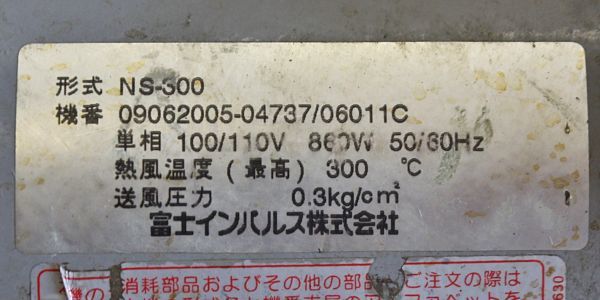 形式 NS-300
機番 09062005-04737/06011C
単相 100/110V 860W 50/60Hz
熱風温度(最高) 300 ℃
送風圧力 0.3kg/cm²
富士インパルス株式会社
消耗部品およびその他の部品 ご注文の際は
機の